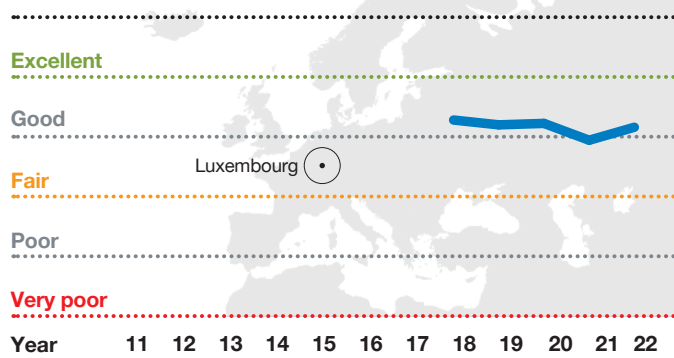 Excellent
Good
Luxembourg
Fair
Poor
Very poor
Year 11 12 13 14 15 16 17 18 19 20 21 22